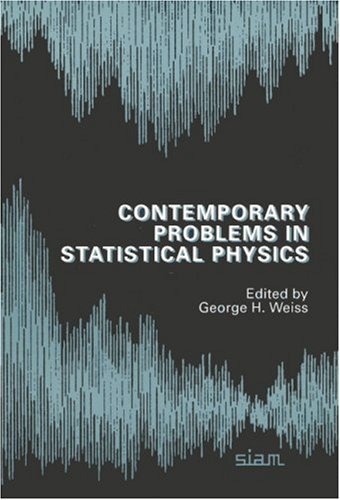 CONTEMPORARY
PROBLEMS IN
STATISTICAL PHYSICS
Edited by
George H. Weiss
siam